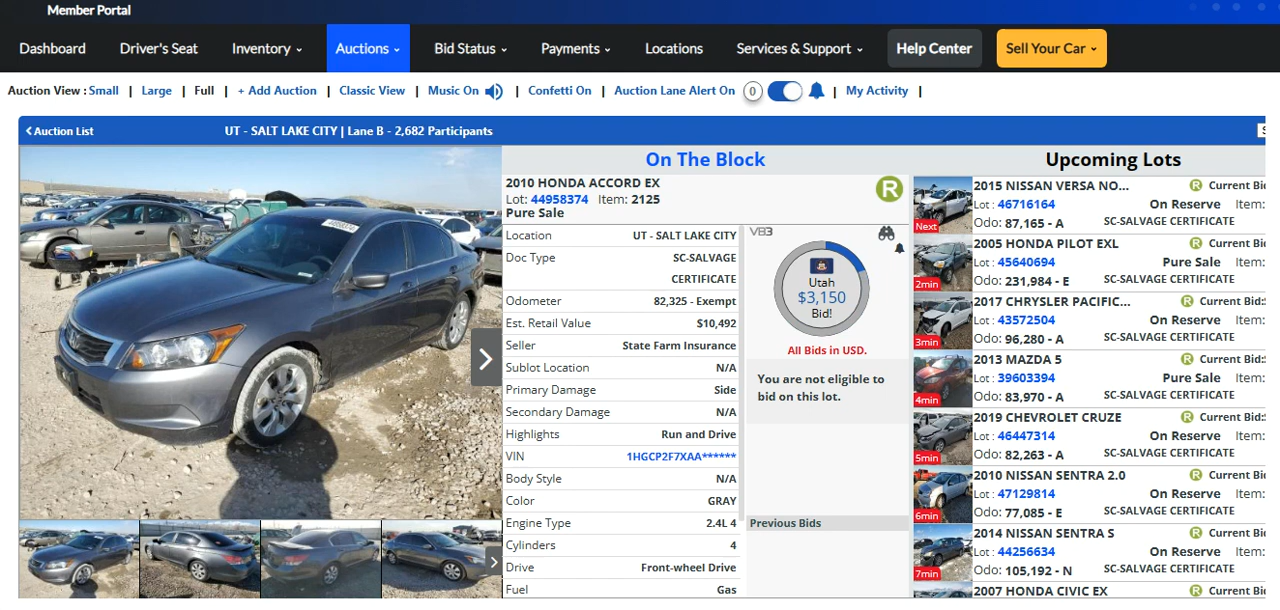 Member Portal
Dashboard Driver's Seat Inventory Auctions Bid Status Payments Locations Services & Support Help Center Sell Your Car
Auction View : Small | Large | Full | + Add Auction | Classic View | Music On | Confetti On | Auction Lane Alert On 0 | My Activity |
Auction List UT - SALT LAKE CITY | Lane B - 2,682 Participants
On The Block
2010 HONDA ACCORD EX
Lot: 44958374 Item: 2125
Pure Sale
R
Location UT - SALT LAKE CITY
Doc Type SC-SALVAGE
CERTIFICATE
Odometer 82,325 - Exempt
Est. Retail Value $10,492
Seller State Farm Insurance
Sublot Location N/A
Primary Damage Side
Secondary Damage N/A
Highlights Run and Drive
VIN 1HGCP2F7XAA******
Body Style N/A
Color GRAY
Engine Type 2.4L 4
Cylinders 4
Drive Front-wheel Drive
Fuel Gas
VB3
Utah
$3,150
Bid!
All Bids in USD.
You are not eligible to
bid on this lot.
Previous Bids
Upcoming Lots
2015 NISSAN VERSA NO... R Current Bi
Lot : 46716164 On Reserve Item:
Next Odo: 87,165 - A SC-SALVAGE CERTIFICATE
2005 HONDA PILOT EXL R Current Bi
Lot : 45640694 Pure Sale Item:
2min Odo: 231,984 - E SC-SALVAGE CERTIFICATE
2017 CHRYSLER PACIFIC... R Current Bid:
Lot : 43572504 On Reserve Item:
3min Odo: 96,280 - A SC-SALVAGE CERTIFICATE
2013 MAZDA 5 R Current Bid:
Lot : 39603394 Pure Sale Item:
4min Odo: 83,970 - A SC-SALVAGE CERTIFICATE
2019 CHEVROLET CRUZE R Current Bid:
Lot : 46447314 On Reserve Item:
5min Odo: 82,263 - A SC-SALVAGE CERTIFICATE
2010 NISSAN SENTRA 2.0 R Current Bi
Lot : 47129814 On Reserve Item:
6min Odo: 77,085 - E SC-SALVAGE CERTIFICATE
2014 NISSAN SENTRA S R Current Bi
Lot : 44256634 On Reserve Item:
7min Odo: 105,192 - N SC-SALVAGE CERTIFICATE
2007 HONDA CIVIC EX R Current Bi